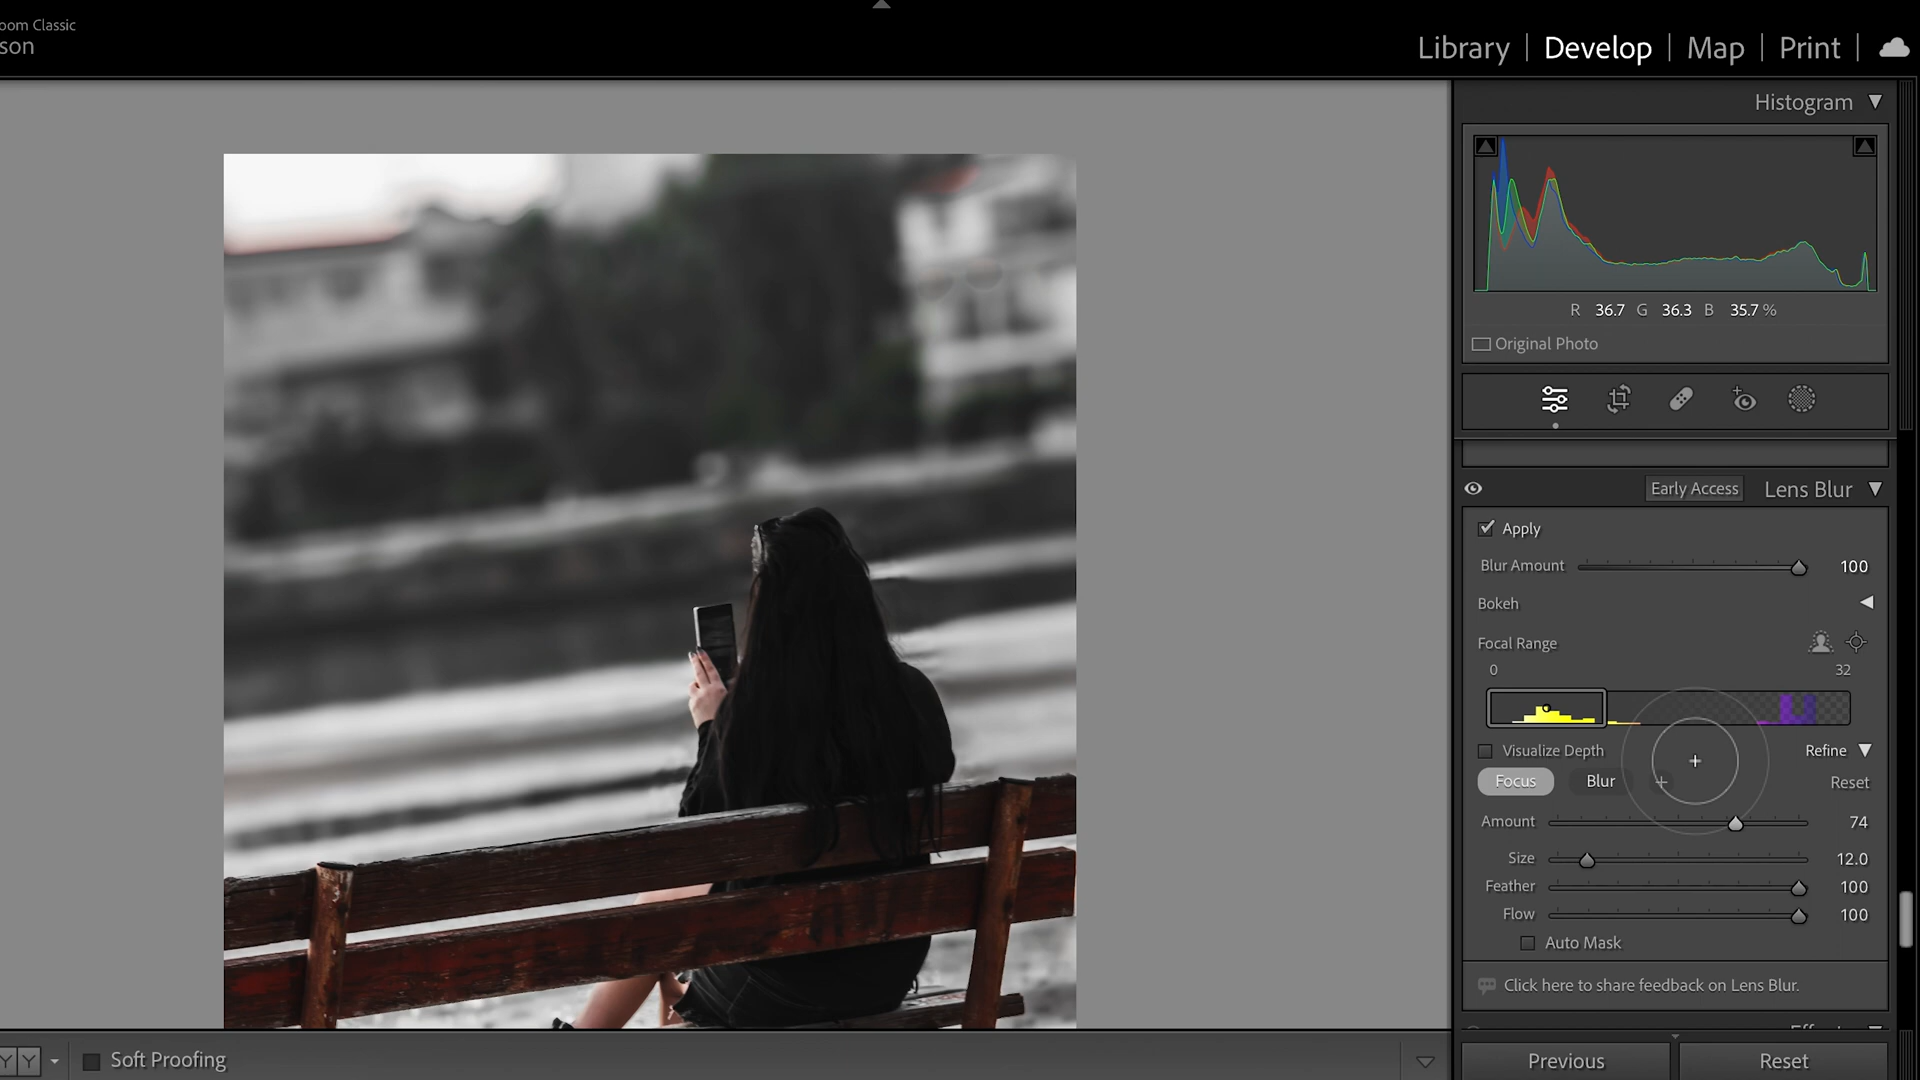 oom Classic
son
Library | Develop | Map | Print |
Histogram
R 36.7 G 36.3 B 35.7 %
Original Photo
Early Access Lens Blur
Apply
Blur Amount 100
Bokeh
Focal Range
0 32
Visualize Depth Refine
Focus Blur + Reset
Amount 74
Size 12.0
Feather 100
Flow 100
Auto Mask
Click here to share feedback on Lens Blur.
Y Y Soft Proofing
Previous Reset